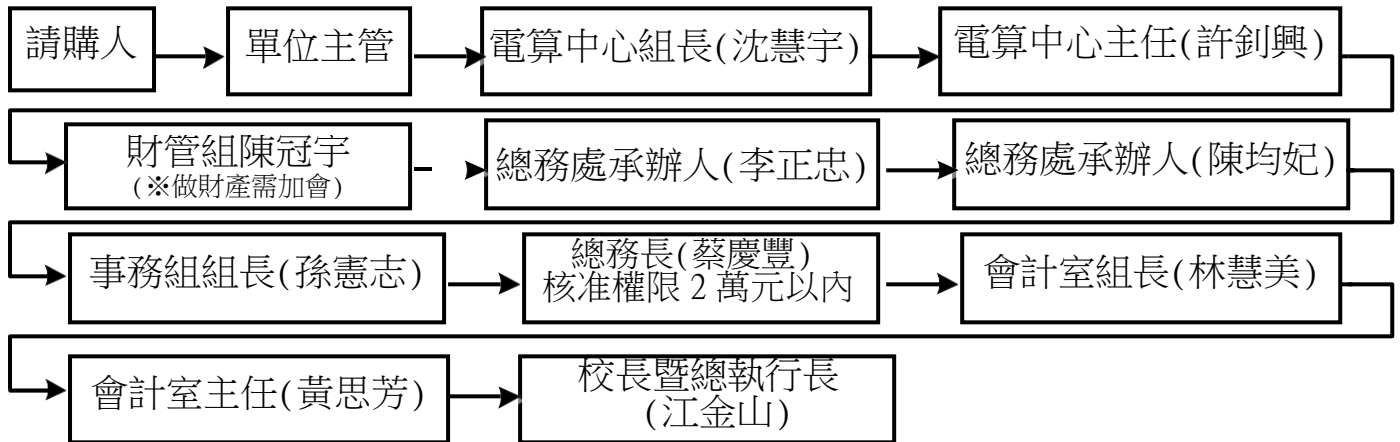 請購人
單位主管
電算中心組長(沈慧宇)
電算中心主任(許釗興)
財管組陳冠宇
(※做財產需加會)
總務處承辦人(李正忠)
總務處承辦人(陳均妃)
事務組組長(孫憲志)
總務長(蔡慶豐)
核准權限 2 萬元以內
會計室組長(林慧美)
會計室主任(黃思芳)
校長暨總執行長
(江金山)